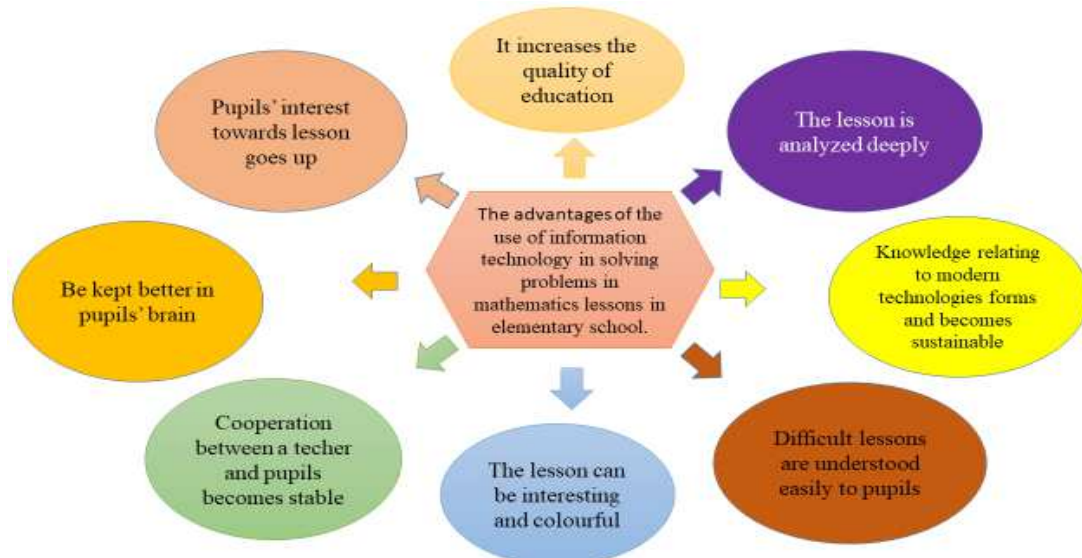 It increases the
quality of
education
Pupils’ interest
towards lesson
goes up
The lesson is
analyzed deeply
The advantages of the
use of information
technology in solving
problems in
mathematics lessons in
elementary school.
Be kept better in
pupils’ brain
Knowledge relating
to modern
technologies forms
and becomes
sustainable
Cooperation
between a techer
and pupils
becomes stable
The lesson can
be interesting
and colourful
Difficult lessons
are understood
easily to pupils